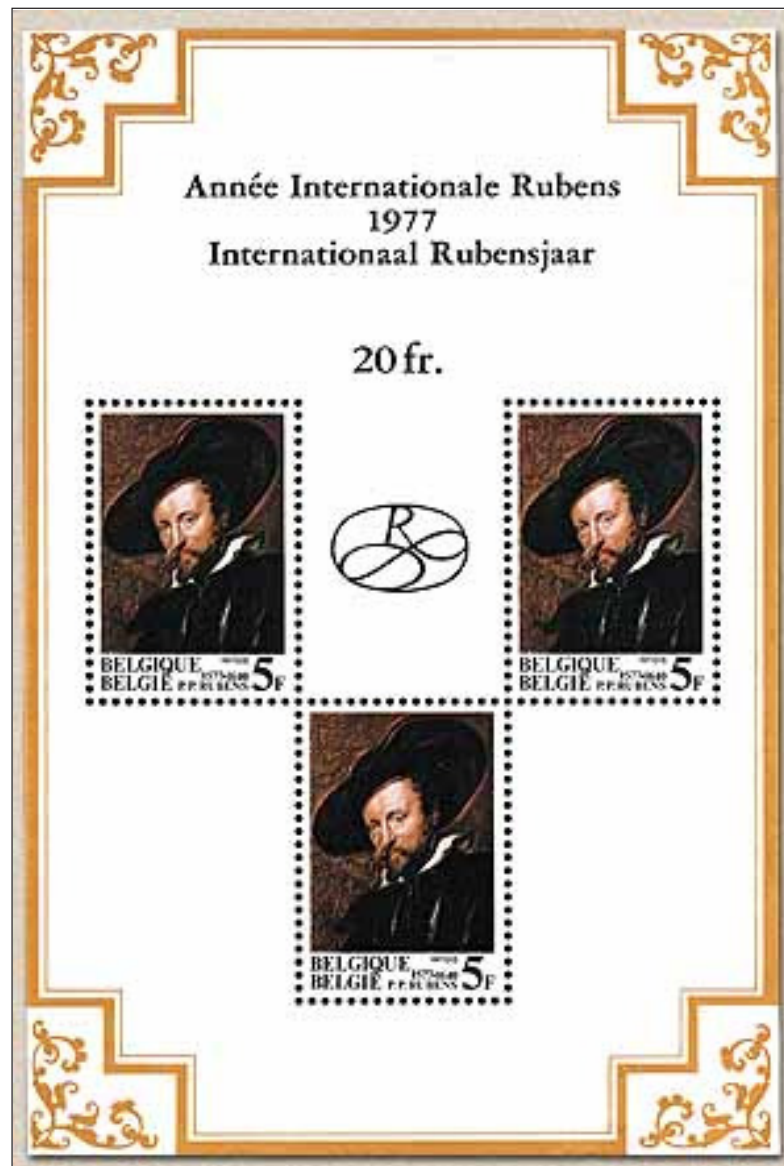 Année Internationale Rubens
1977
Internationaal Rubensjaar
20 fr.
R
BELGIQUE
BELGIË P.P. RUBENS 1577-1640 5F
BELGIQUE
BELGIË P.P. RUBENS 1577-1640 5F
BELGIQUE
BELGIË P.P. RUBENS 1577-1640 5F